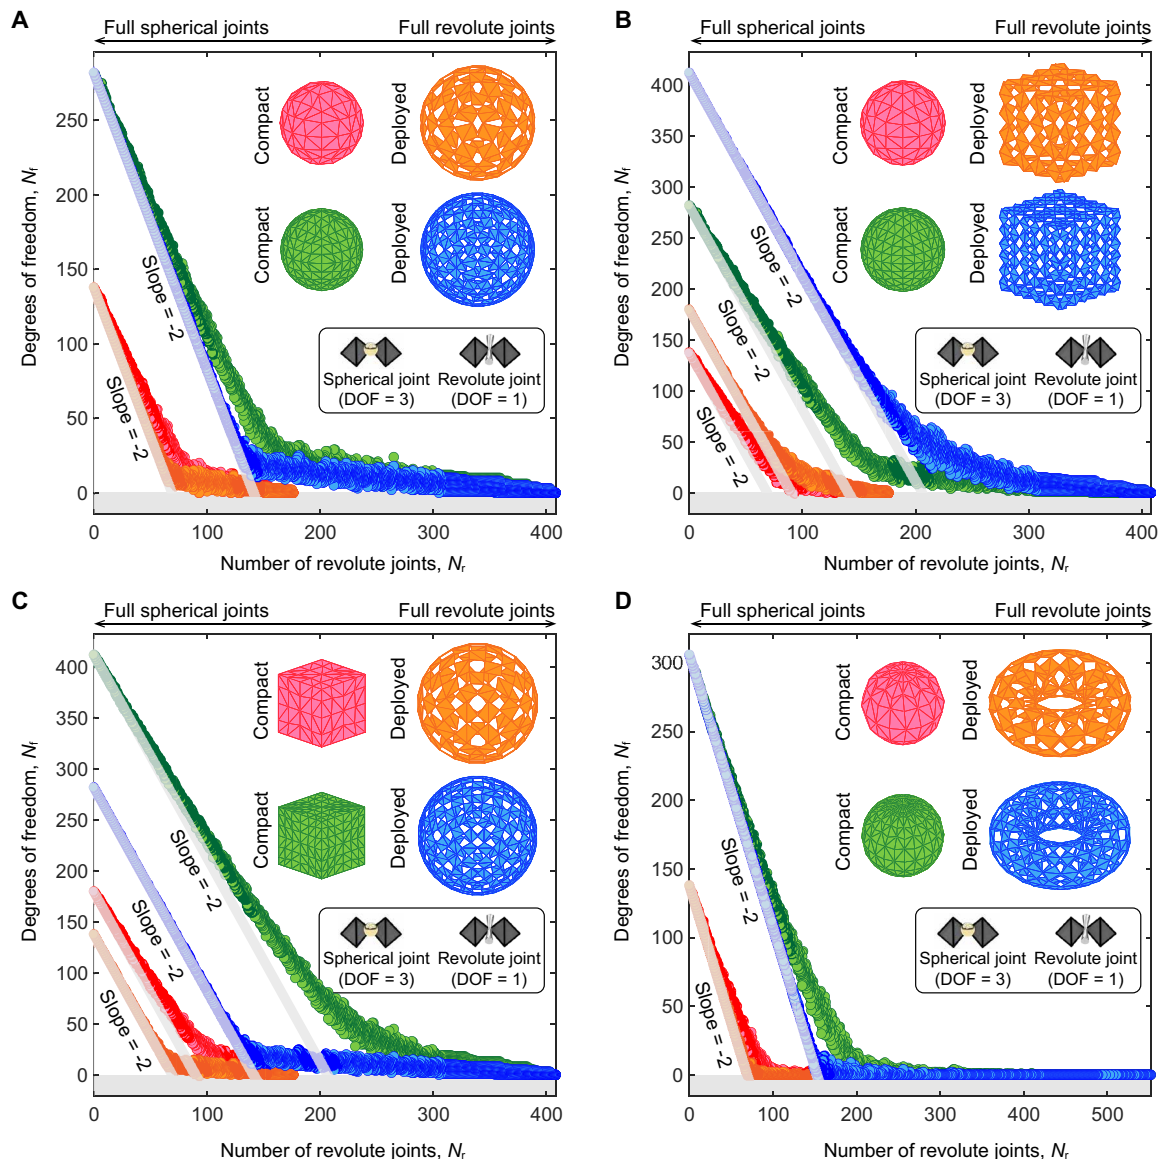 A
Full spherical joints
Full revolute joints
Degrees of freedom, Nf
250
200
150
100
50
0
Compact
Deployed
Compact
Deployed
Slope = -2
Slope = -2
Spherical joint
(DOF = 3)
Revolute joint
(DOF = 1)
0
100
200
300
400
Number of revolute joints, Nr
B
Full spherical joints
Full revolute joints
Degrees of freedom, Nf
400
350
300
250
200
150
100
50
0
Compact
Deployed
Compact
Deployed
Slope = -2
Slope = -2
Slope = -2
Spherical joint
(DOF = 3)
Revolute joint
(DOF = 1)
0
100
200
300
400
Number of revolute joints, Nr
C
Full spherical joints
Full revolute joints
Degrees of freedom, Nf
400
350
300
250
200
150
100
50
0
Compact
Deployed
Compact
Deployed
Slope = -2
Slope = -2
Slope = -2
Spherical joint
(DOF = 3)
Revolute joint
(DOF = 1)
0
100
200
300
400
Number of revolute joints, Nr
D
Full spherical joints
Full revolute joints
Degrees of freedom, Nf
300
250
200
150
100
50
0
Compact
Deployed
Compact
Deployed
Slope = -2
Slope = -2
Spherical joint
(DOF = 3)
Revolute joint
(DOF = 1)
0
100
200
300
400
500
Number of revolute joints, Nr